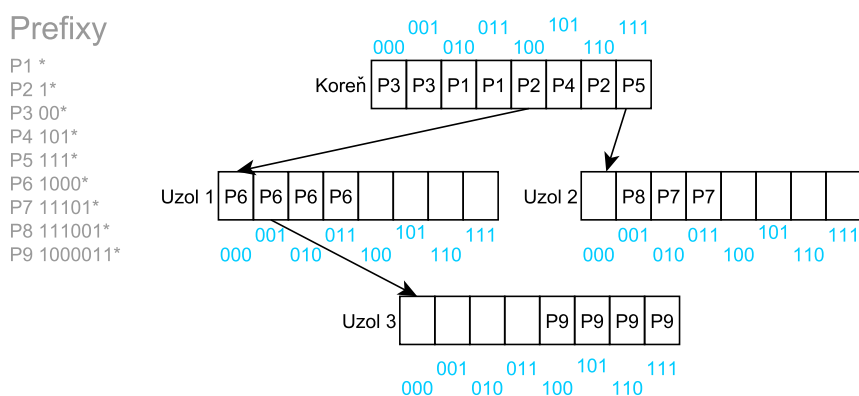 Prefixy
P1 *
P2 1*
P3 00*
P4 101*
P5 111*
P6 1000*
P7 11101*
P8 111001*
P9 1000011*
000 001 010 011 100 101 110 111
Koreň P3 P3 P1 P1 P2 P4 P2 P5
Uzol 1 P6 P6 P6 P6
000 001 010 011 100 101 110 111
Uzol 2 P8 P7 P7
000 001 010 011 100 101 110 111
Uzol 3 P9 P9 P9 P9
000 001 010 011 100 101 110 111